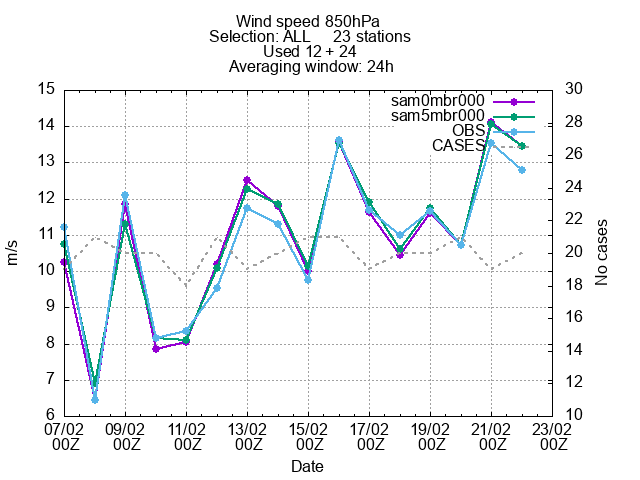 Wind speed 850hPa
Selection: ALL 23 stations
Used 12 + 24
Averaging window: 24h
sam0mbr000
sam5mbr000
OBS
CASES
15
14
13
12
11
10
9
8
7
6
m/s
30
28
26
24
22
20
18
16
14
12
10
No cases
07/02 09/02 11/02 13/02 15/02 17/02 19/02 21/02 23/02
00Z 00Z 00Z 00Z 00Z 00Z 00Z 00Z 00Z
Date